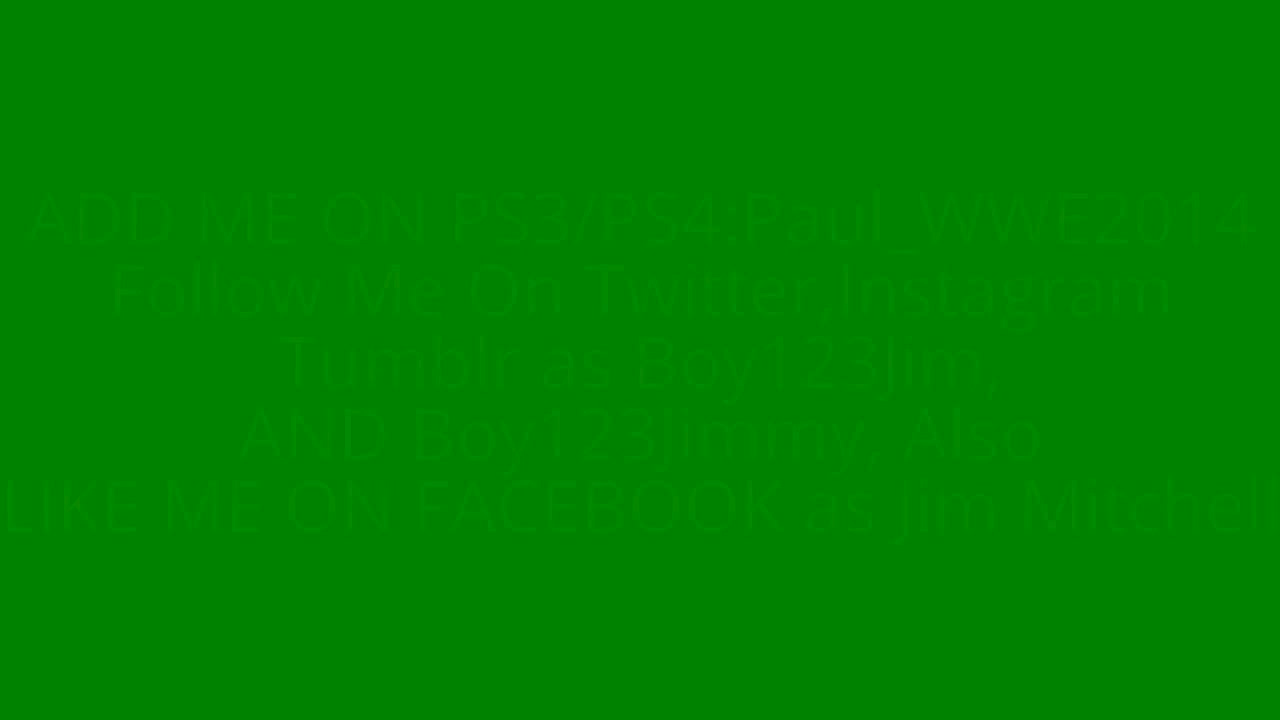 ADD ME ON PS3/PS4:Paul_WWE2014
Follow Me On Twitter,Instagram
Tumblr as Boy123Jim,
AND Boy123Jimmy, Also
LIKE ME ON FACEBOOK as Jim Mitchell